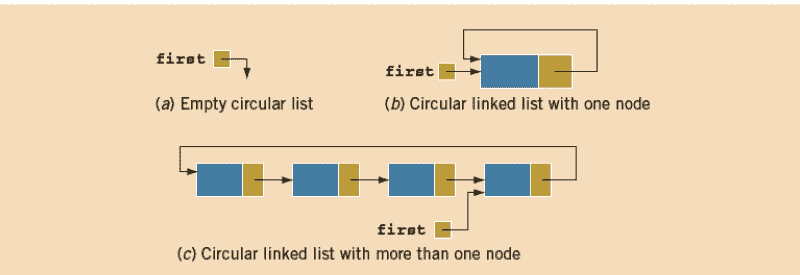 first
(a) Empty circular list
first
(b) Circular linked list with one node
first
(c) Circular linked list with more than one node